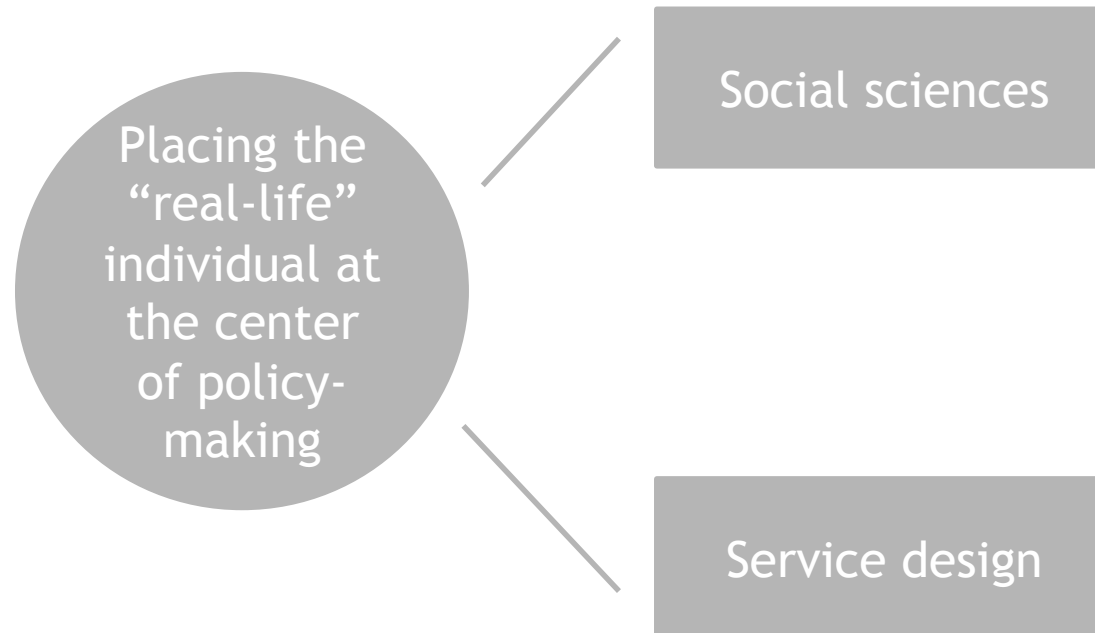 Placing the
“real-life”
individual at
the center
of policy-
making
Social sciences
Service design